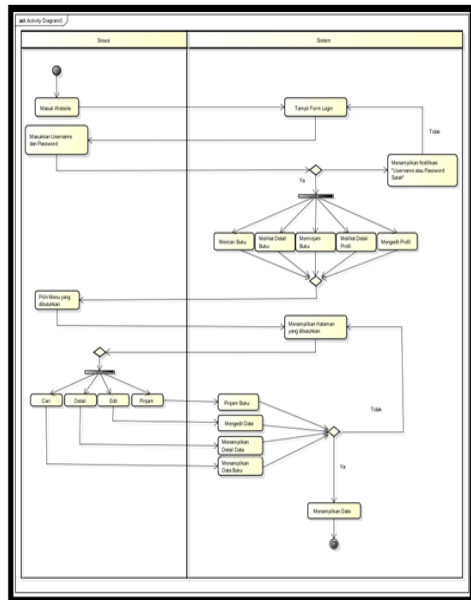 act Activity Diagram0
Siswa
Sistem
Masuk Website
Tampil Form Login
Masukkan Username
dan Password
Tidak
Menampilkan Notifikasi
"Username atau Password
Salah"
Ya
Mencari Buku
Melihat Detail
Buku
Meminjam
Buku
Melihat Detail
Profil
Mengedit Profil
Pilih Menu yang
dibutuhkan
Menampilkan Halaman
yang dibutuhkan
Cari
Detail
Edit
Pinjam
Pinjam Buku
Mengedit Data
Menampilkan
Detail Data
Menampilkan
Data Buku
Tidak
Ya
Menampilkan Data